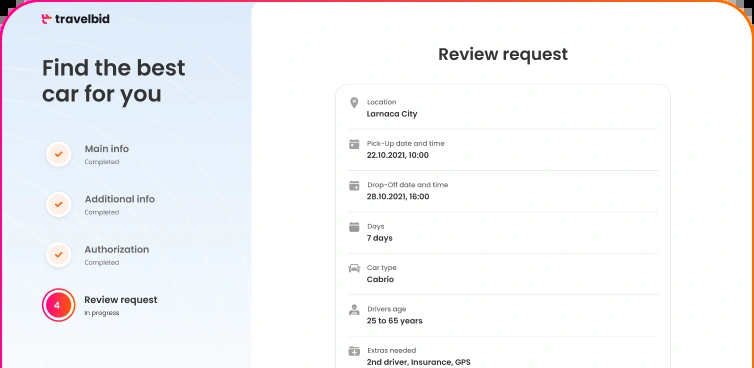 travelbid
Find the best
car for you
Main info
Completed
Additional info
Completed
Authorization
Completed
4
Review request
In progress
Review request
Location
Larnaca City
Pick-Up date and time
22.10.2021, 10:00
Drop-Off date and time
28.10.2021, 16:00
Days
7 days
Car type
Cabrio
Drivers age
25 to 65 years
Extras needed
2nd driver, Insurance, GPS